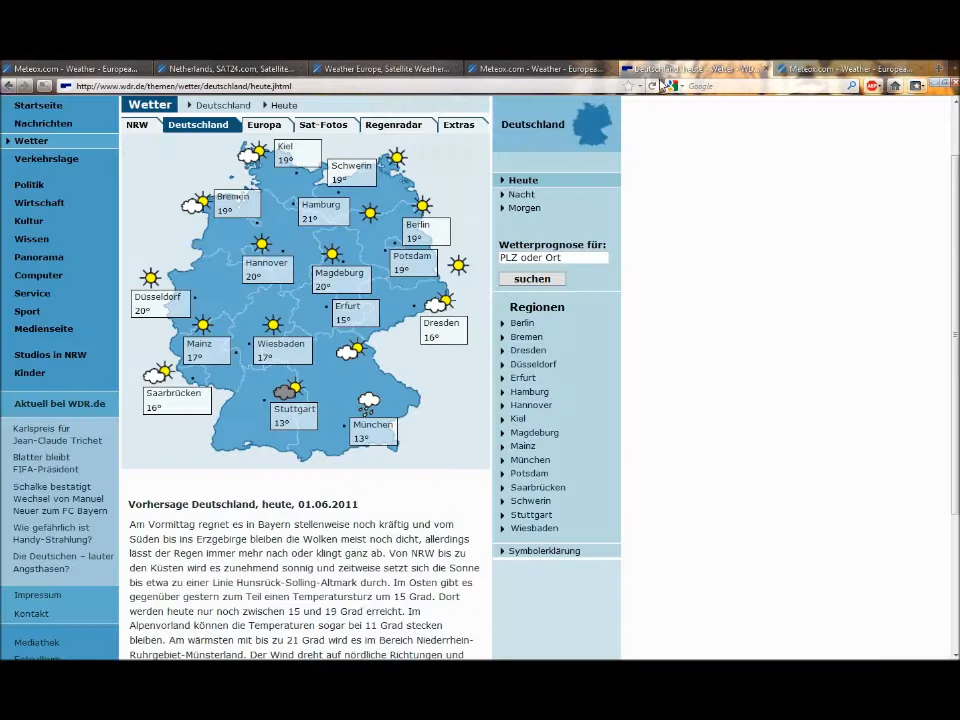 Meteox.com - Weather - Europea...
Netherlands, SAT24.com, Satellite...
Weather Europe, Satellite Weather...
Meteox.com - Weather - Europea...
Deutschland, heute - Wetter - WD...
Meteox.com - Weather - Europea...
http://www.wdr.de/themen/wetter/deutschland/heute.jhtml
Google
Startseite
Nachrichten
Wetter
Verkehrslage
Politik
Wirtschaft
Kultur
Wissen
Panorama
Computer
Service
Sport
Medienseite
Studios in NRW
Kinder
Aktuell bei WDR.de
Karlspreis für
Jean-Claude Trichet
Blatter bleibt
FIFA-Präsident
Schalke bestätigt
Wechsel von Manuel
Neuer zum FC Bayern
Wie gefährlich ist
Handy-Strahlung?
Die Deutschen – lauter
Angsthasen?
Impressum
Kontakt
Mediathek
Wetter Deutschland Heute
NRW Deutschland Europa Sat-Fotos Regenradar Extras
Kiel
19°
Schwerin
19°
Bremen
19°
Hamburg
21°
Berlin
19°
Hannover
20°
Potsdam
19°
Magdeburg
20°
Düsseldorf
20°
Erfurt
15°
Dresden
16°
Mainz
17°
Wiesbaden
17°
Saarbrücken
16°
Stuttgart
13°
München
13°
Vorhersage Deutschland, heute, 01.06.2011
Am Vormittag regnet es in Bayern stellenweise noch kräftig und vom
Süden bis ins Erzgebirge bleiben die Wolken meist noch dicht, allerdings
lässt der Regen immer mehr nach oder klingt ganz ab. Von NRW bis zu
den Küsten wird es zunehmend sonnig und zeitweise setzt sich die Sonne
bis etwa zu einer Linie Hunsrück-Solling-Altmark durch. Im Osten gibt es
gegenüber gestern zum Teil einen Temperatursturz um 15 Grad. Dort
werden heute nur noch zwischen 15 und 19 Grad erreicht. Im
Alpenvorland können die Temperaturen sogar bei 11 Grad stecken
bleiben. Am wärmsten mit bis zu 21 Grad wird es im Bereich Niederrhein-
Ruhrgebiet-Münsterland. Der Wind dreht auf nördliche Richtungen und
Deutschland
Heute
Nacht
Morgen
Wetterprognose für:
PLZ oder Ort
suchen
Regionen
Berlin
Bremen
Dresden
Düsseldorf
Erfurt
Hamburg
Hannover
Kiel
Magdeburg
Mainz
München
Potsdam
Saarbrücken
Schwerin
Stuttgart
Wiesbaden
Symbolerklärung